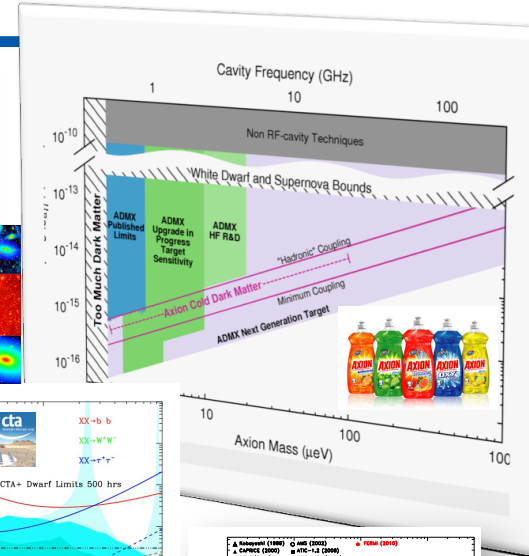 Cavity Frequency (GHz)
1
10
100
10⁻¹⁰
Non RF-cavity Techniques
10⁻¹³
White Dwarf and Supernova Bounds
Too Much Dark Matter
ADMX
Published
Limits
ADMX
Upgrade in
Progress
Target
Sensitivity
ADMX
HF R&D
10⁻¹⁴
"Hadronic" Coupling
Axion Cold Dark Matter
Minimum Coupling
10⁻¹⁵
ADMX Next Generation Target
10⁻¹⁶
AXION
AXION
AXION
AXION
AXION
10
100
Axion Mass (μeV)
cta
XX→b b
XX→W⁺W⁻
XX→τ⁺τ⁻
CTA+ Dwarf Limits 500 hrs
Kobayashi (1999)
AMS (2002)
FERMI (2010)
CAPRICE (2000)
ATIC-1,2 (2008)